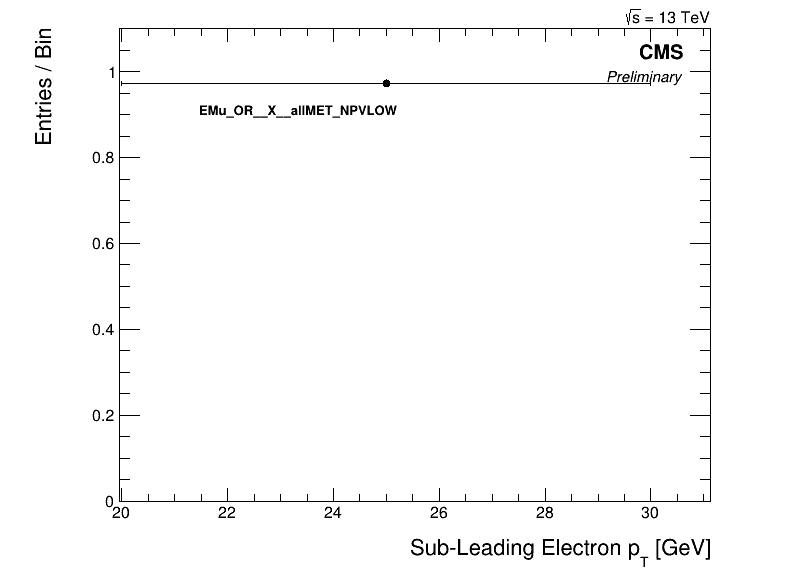 √s = 13 TeV
CMS
Preliminary
EMu_OR__X__allMET_NPVLOW
Entries / Bin
1
0.8
0.6
0.4
0.2
0
20 22 24 26 28 30
Sub-Leading Electron pT [GeV]